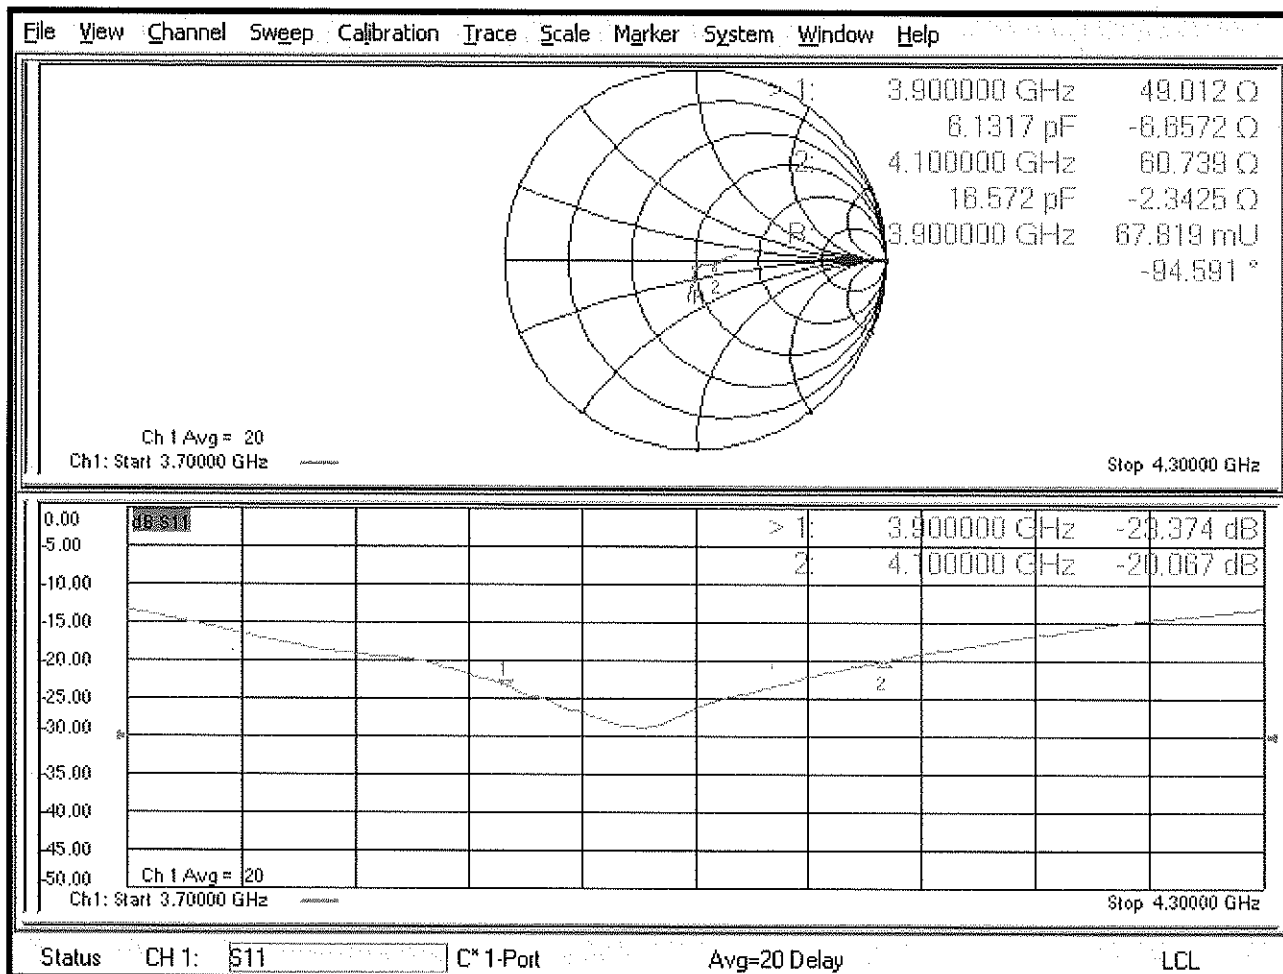 File View Channel Sweep Calibration Trace Scale Marker System Window Help
> 1: 3.900000 GHz 49.012 Ω
6.1317 pF -6.6572 Ω
2: 4.100000 GHz 60.739 Ω
16.572 pF -2.3425 Ω
R 3.900000 GHz 67.819 mU
-94.591 °
2
Ch 1 Avg = 20
Ch1: Start 3.70000 GHz
Stop 4.30000 GHz
0.00
dB S11
> 1: 3.900000 GHz -23.374 dB
-5.00
2: 4.100000 GHz -20.067 dB
-10.00
-15.00
-20.00
1
2
-25.00
-30.00
-35.00
-40.00
-45.00
-50.00
Ch 1 Avg = 20
Ch1: Start 3.70000 GHz
Stop 4.30000 GHz
Status CH 1: S11 C* 1-Port Avg=20 Delay LCL